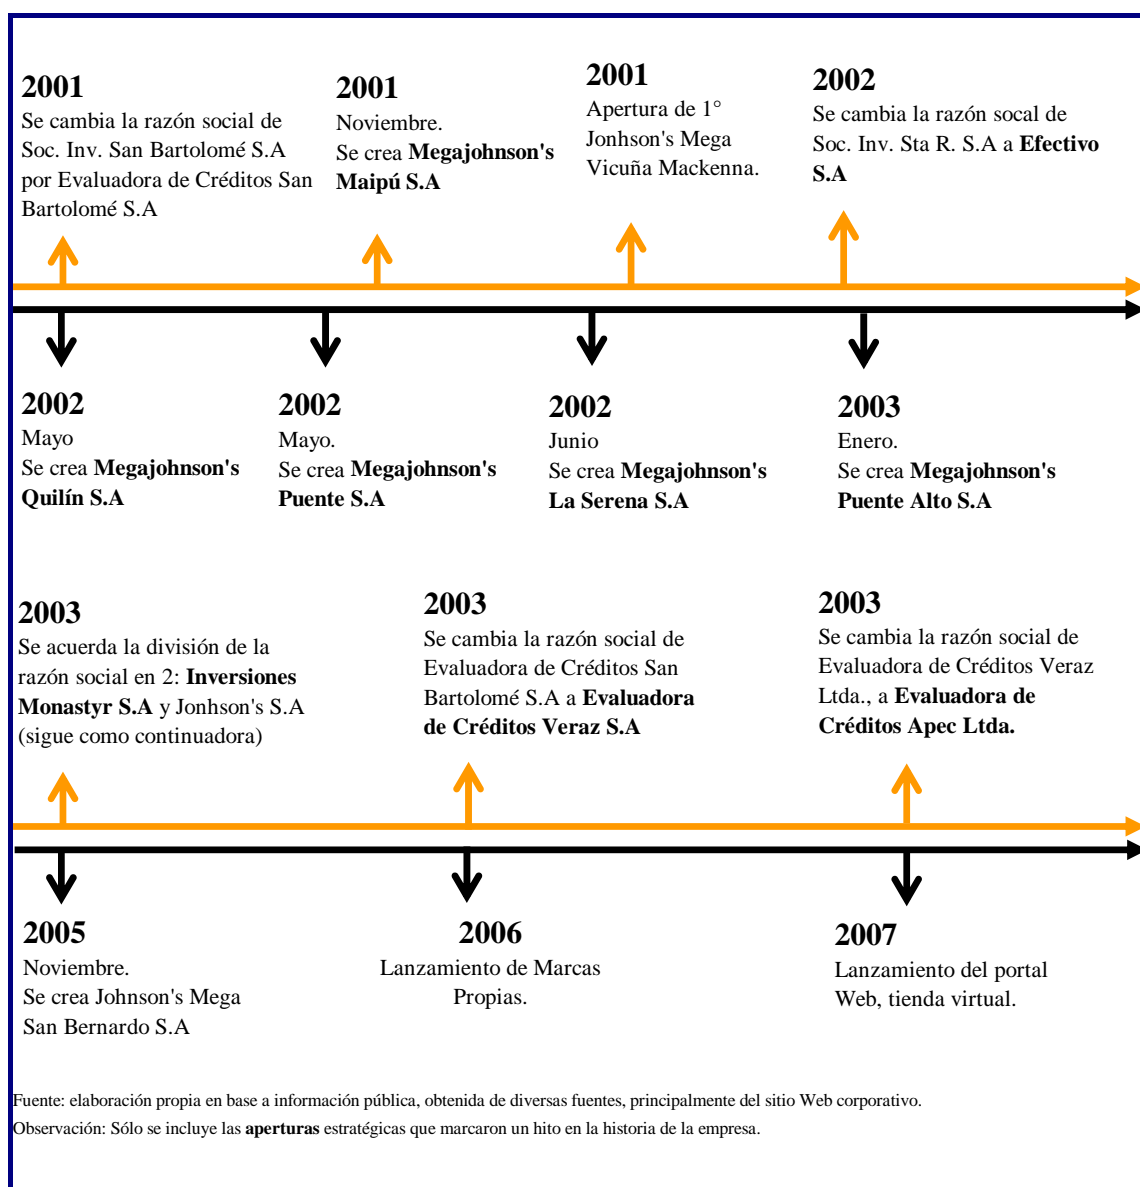 2001
Se cambia la razón social de
Soc. Inv. San Bartolomé S.A
por Evaluadora de Créditos San
Bartolomé S.A
2001
Noviembre.
Se crea Megajohnson's
Maipú S.A
2001
Apertura de 1°
Jonhson's Mega
Vicuña Mackenna.
2002
Se cambia la razón socal de
Soc. Inv. Sta R. S.A a Efectivo
S.A
2002
Mayo
Se crea Megajohnson's
Quilín S.A
2002
Mayo.
Se crea Megajohnson's
Puente S.A
2002
Junio
Se crea Megajohnson's
La Serena S.A
2003
Enero.
Se crea Megajohnson's
Puente Alto S.A
2003
Se acuerda la división de la
razón social en 2: Inversiones
Monastyr S.A y Jonhson's S.A
(sigue como continuadora)
2003
Se cambia la razón social de
Evaluadora de Créditos San
Bartolomé S.A a Evaluadora
de Créditos Veraz S.A
2003
Se cambia la razón social de
Evaluadora de Créditos Veraz
Ltda., a Evaluadora de
Créditos Apec Ltda.
2005
Noviembre.
Se crea Johnson's Mega
San Bernardo S.A
2006
Lanzamiento de Marcas
Propias.
2007
Lanzamiento del portal
Web, tienda virtual.
Fuente: elaboración propia en base a información pública, obtenida de diversas fuentes, principalmente del sitio Web corporativo.
Observación: Sólo se incluye las aperturas estratégicas que marcaron un hito en la historia de la empresa.